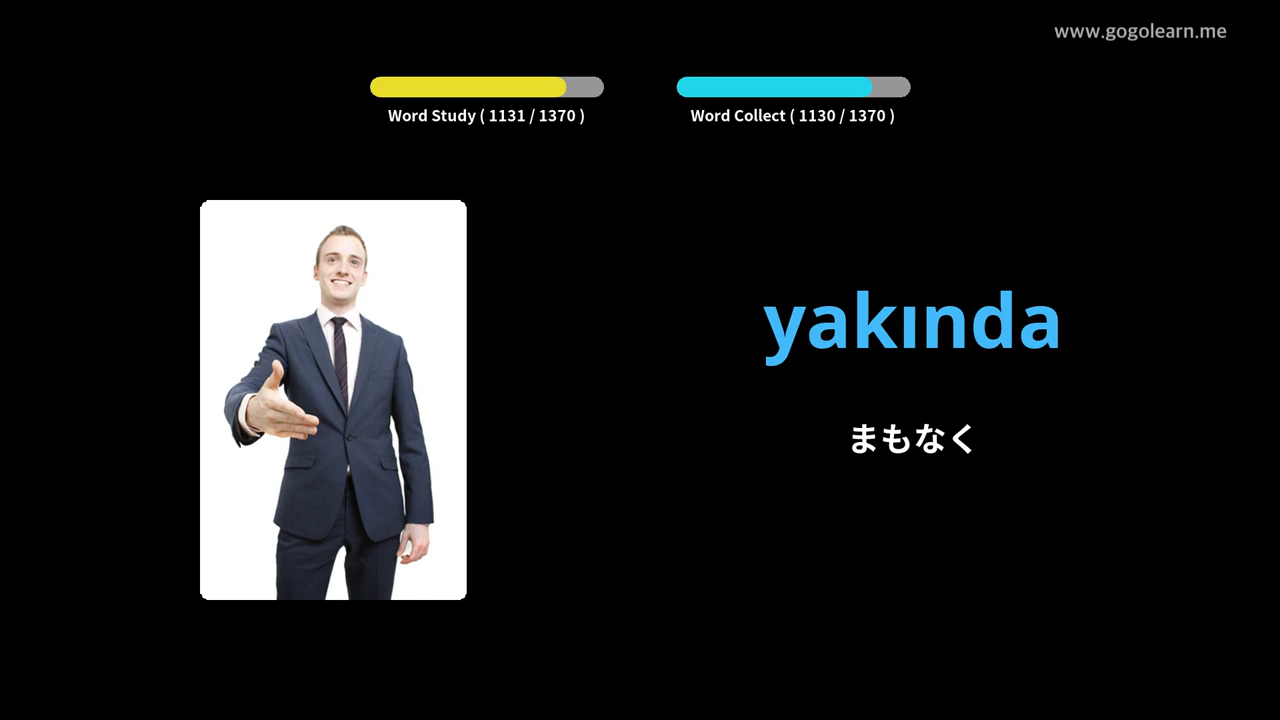 www.gogolearn.me
Word Study ( 1131 / 1370 )
Word Collect ( 1130 / 1370 )
yakında
まもなく